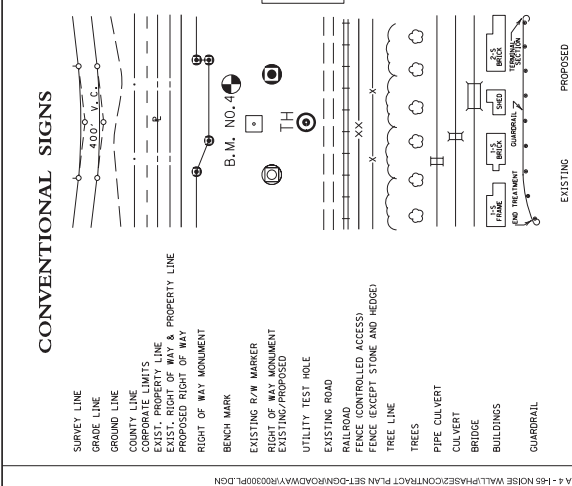 CONVENTIONAL SIGNS
SURVEY LINE
GRADE LINE
400' V.C.
GROUND LINE
COUNTY LINE
CORPORATE LIMITS
EXIST. PROPERTY LINE
EXIST. RIGHT OF WAY & PROPERTY LINE
PROPOSED RIGHT OF WAY
RIGHT OF WAY MONUMENT
BENCH MARK
B.M. NO. 4
EXISTING R/W MARKER
RIGHT OF WAY MONUMENT
EXISTING/PROPOSED
UTILITY TEST HOLE
TH
EXISTING ROAD
RAILROAD
FENCE (CONTROLLED ACCESS)
XX
FENCE (EXCEPT STONE AND HEDGE)
X X
TREE LINE
TREES
PIPE CULVERT
CULVERT
BRIDGE
BUILDINGS
1-S FRAME
1-S BRICK
SHED
2-S BRICK
GUARDRAIL
END TREATMENT
GUARDRAIL
TERMINAL SECTION
EXISTING PROPOSED
A 4 - I-65 NOISE WALL\PHASE2\CONTRACT PLAN SET-DGN\ROADWAY\R00300PL.DGN